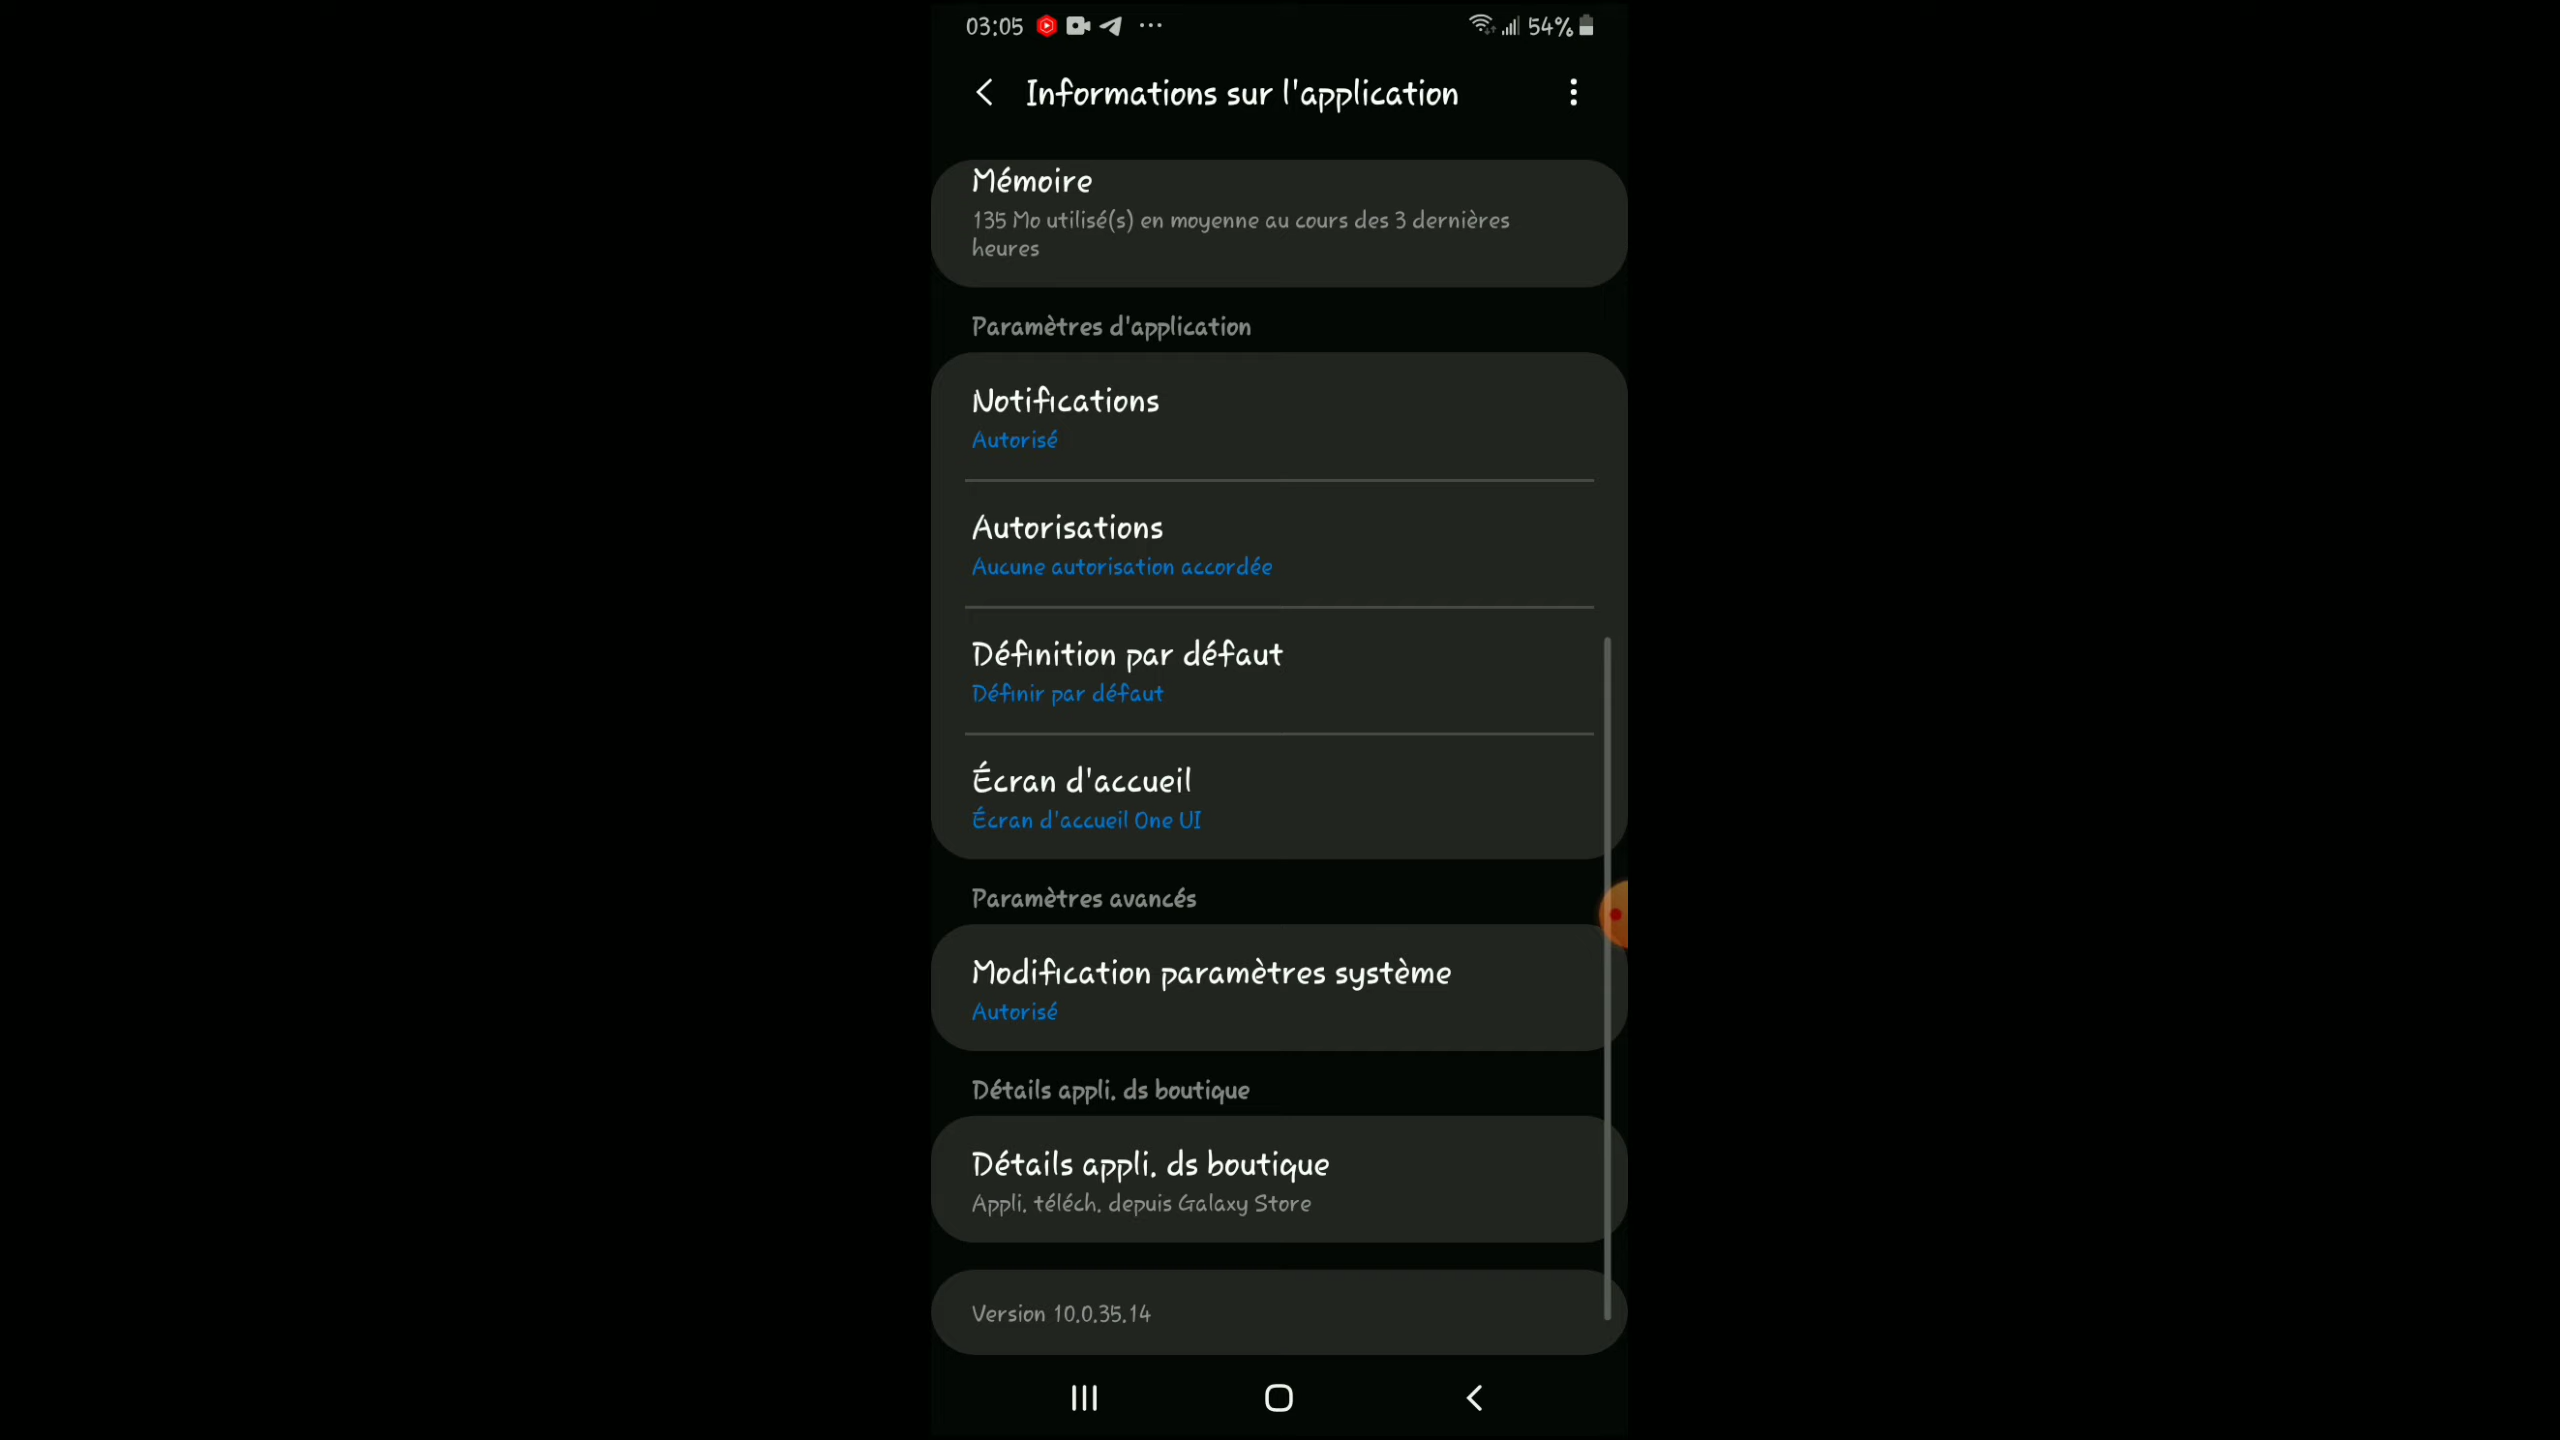 03:05 54%
Informations sur l'application
Mémoire
135 Mo utilisé(s) en moyenne au cours des 3 dernières
heures
Paramètres d'application
Notifications
Autorisé
Autorisations
Aucune autorisation accordée
Définition par défaut
Définir par défaut
Écran d'accueil
Écran d'accueil One UI
Paramètres avancés
Modification paramètres système
Autorisé
Détails appli. ds boutique
Détails appli. ds boutique
Appli. téléch. depuis Galaxy Store
Version 10.0.35.14